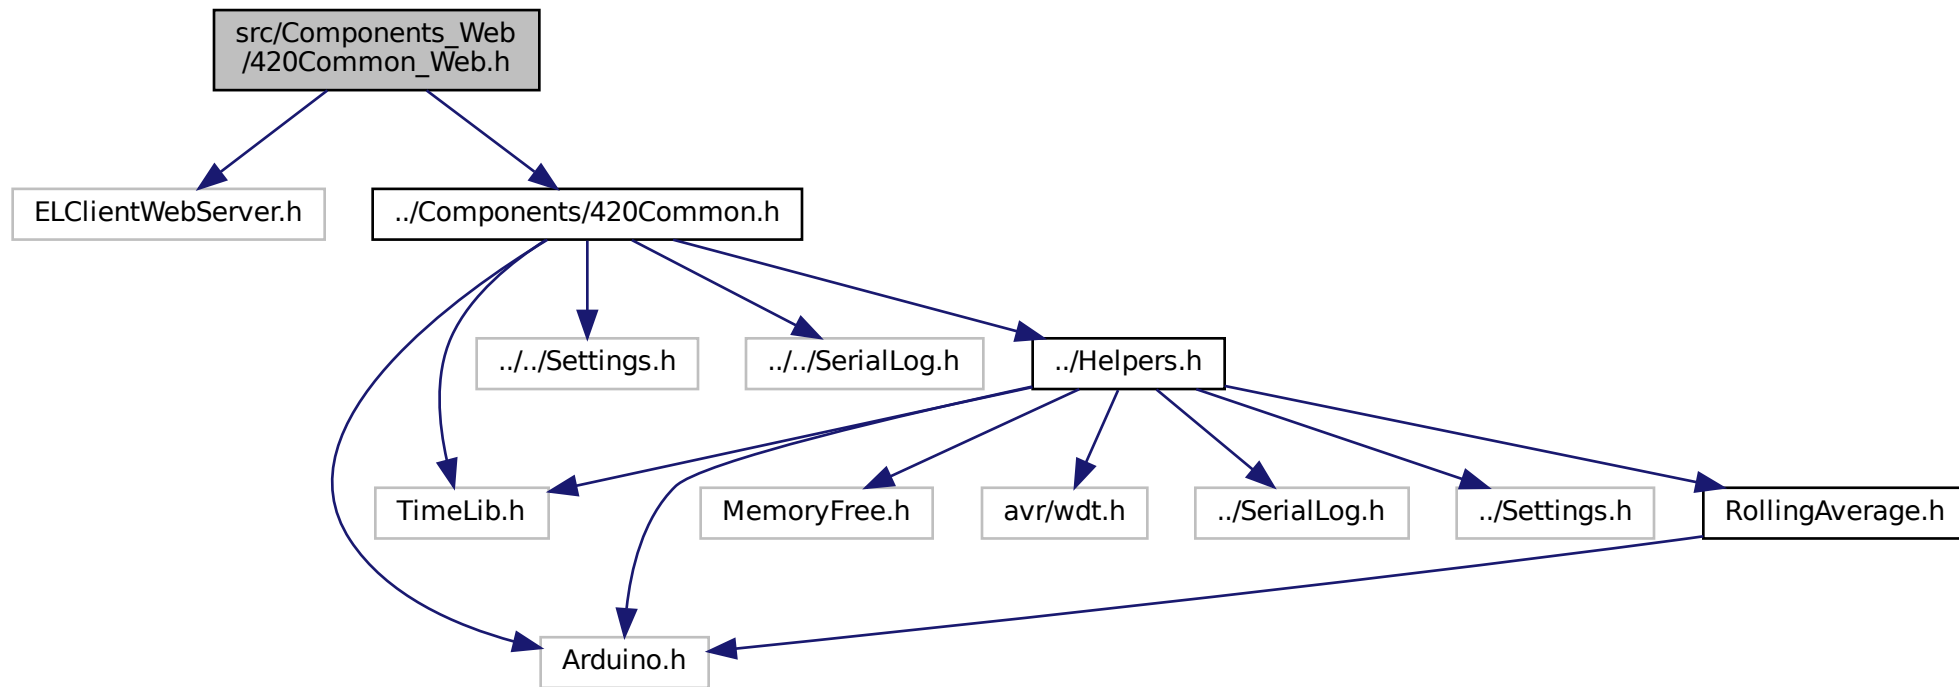 src/Components_Web
/420Common_Web.h
ELClientWebServer.h
../Components/420Common.h
../../Settings.h
../../SerialLog.h
../Helpers.h
TimeLib.h
MemoryFree.h
avr/wdt.h
../SerialLog.h
../Settings.h
RollingAverage.h
Arduino.h